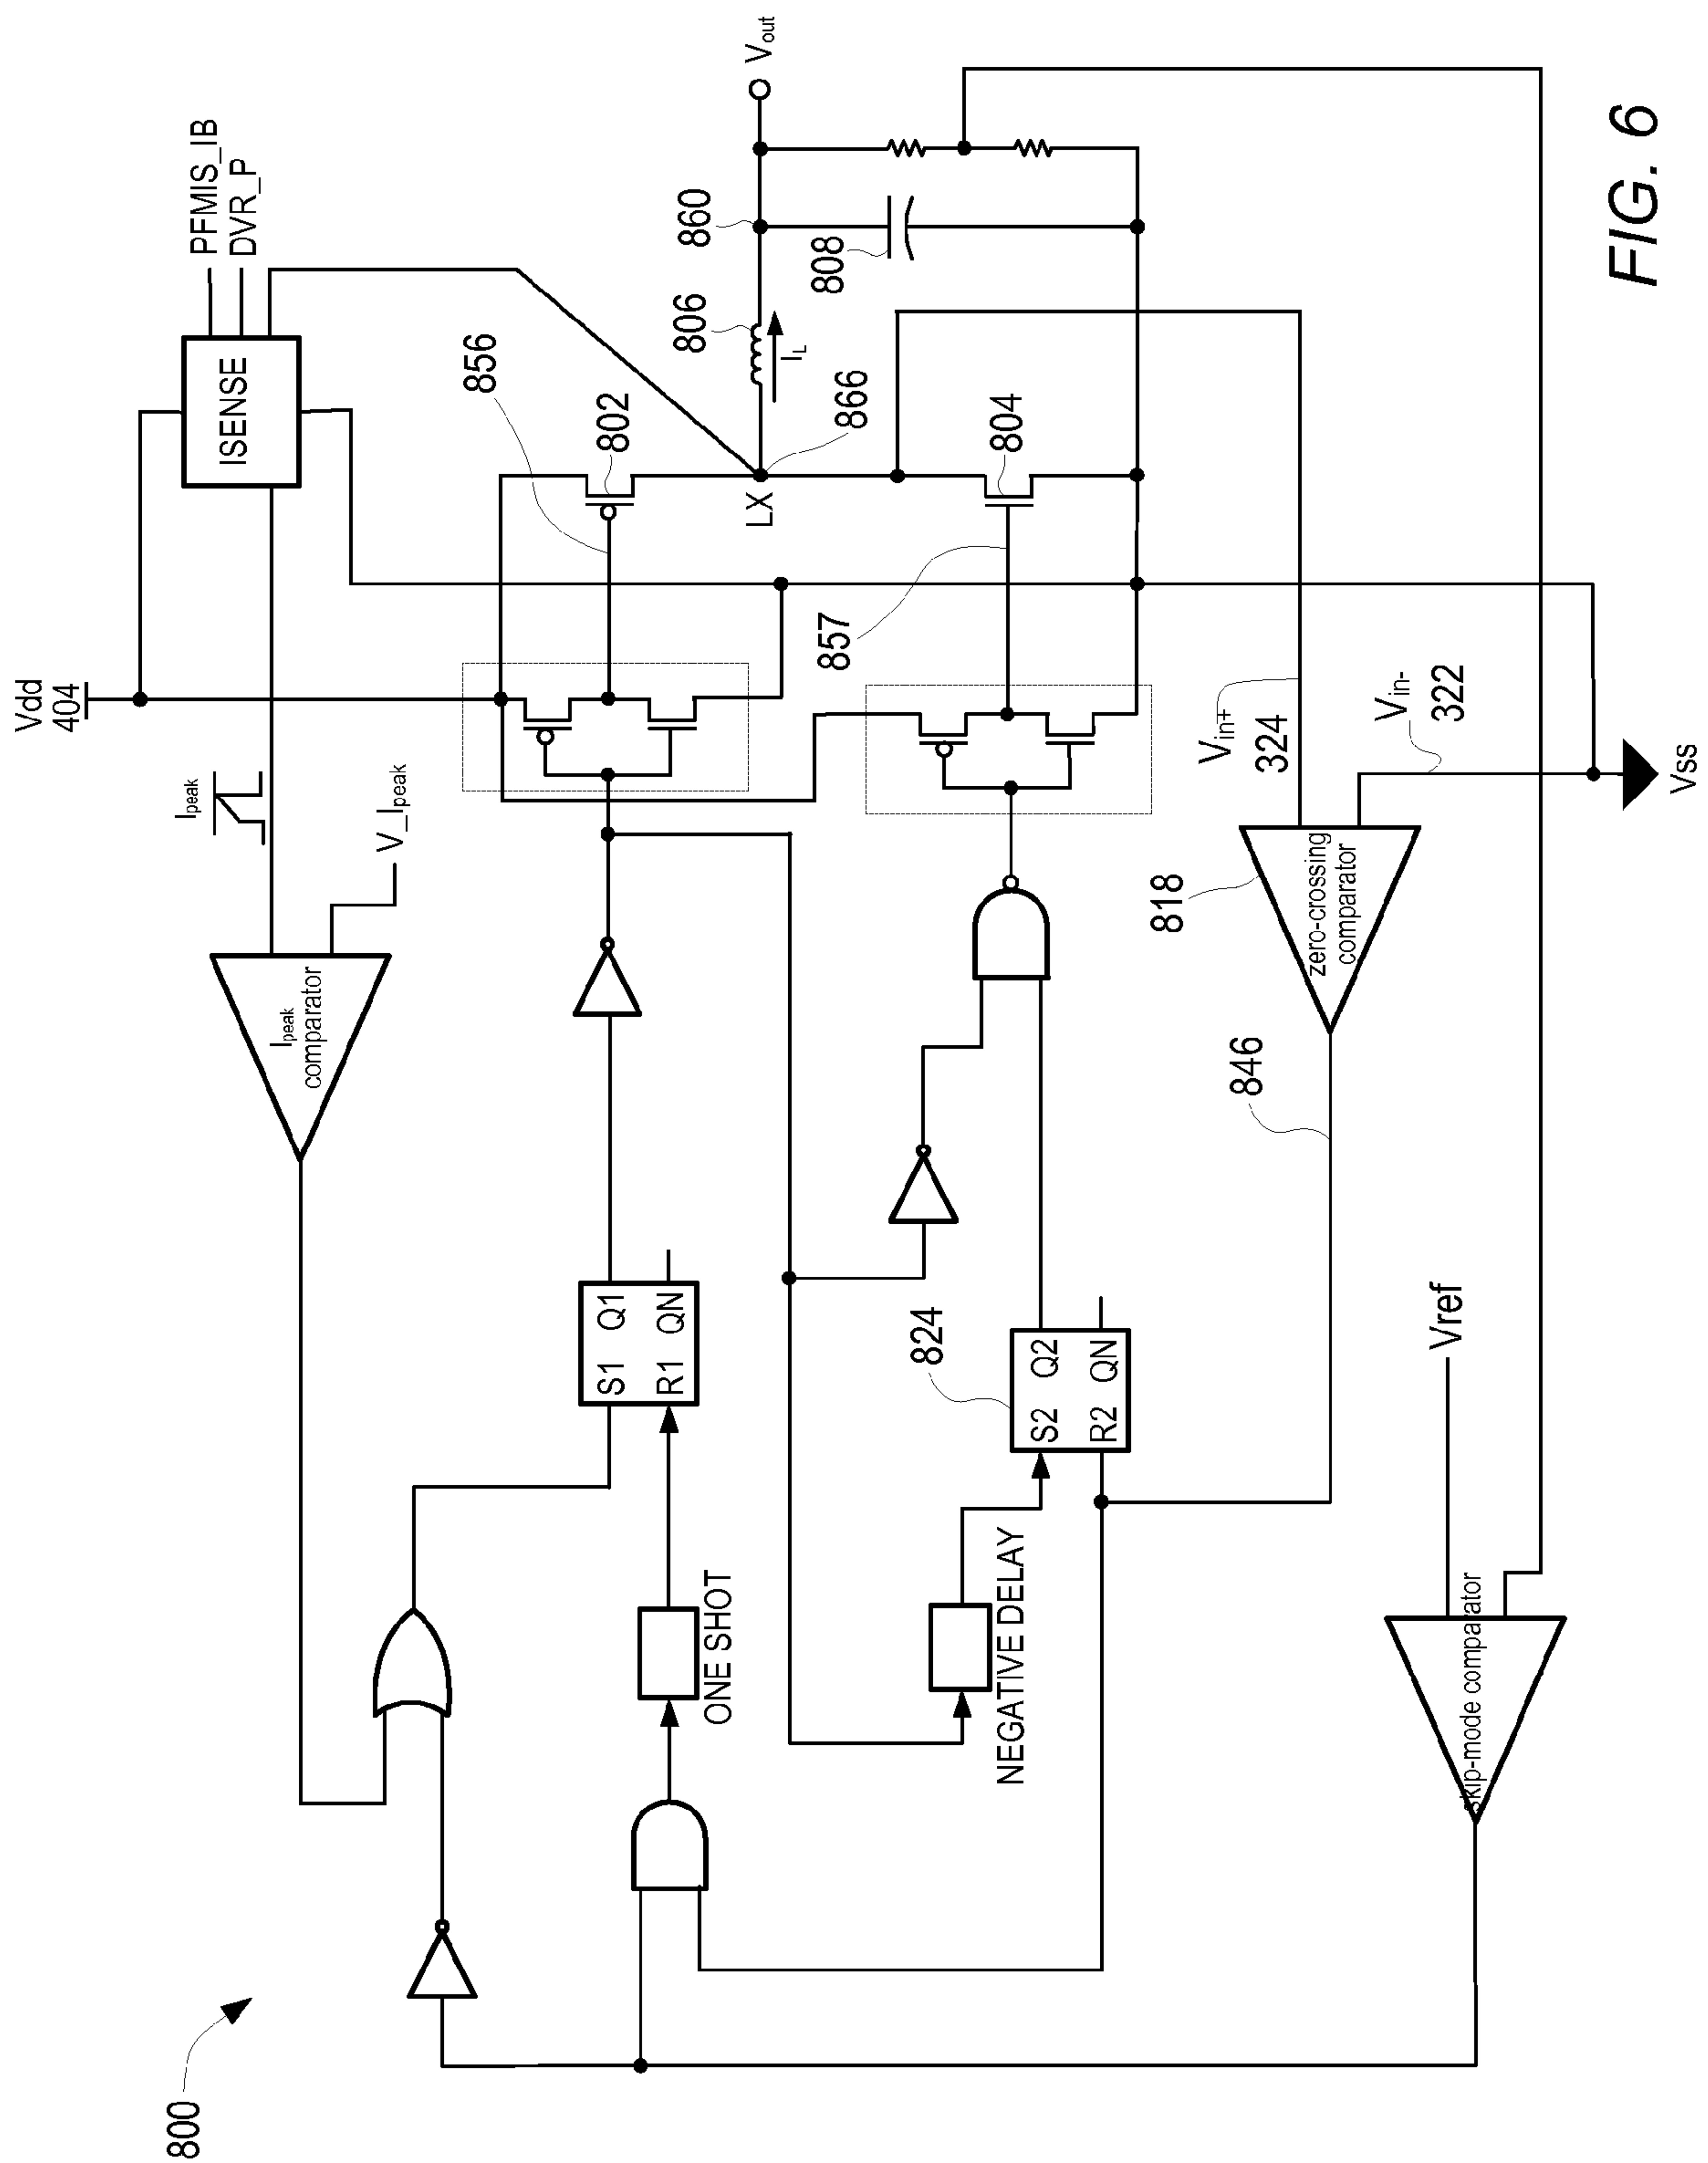 800
Vdd
404
PFMIS_IB
DVR_P
ISENSE
Ipeak
V_Ipeak
Ipeak
comparator
856
802
LX
866
806
IL
860
Vout
808
804
857
S1 Q1
R1 QN
ONE SHOT
824
S2 Q2
R2 QN
NEGATIVE DELAY
818
zero-crossing
comparator
846
Vin+
324
Vin-
322
Vss
Vref
skip-mode comparator
FIG. 6